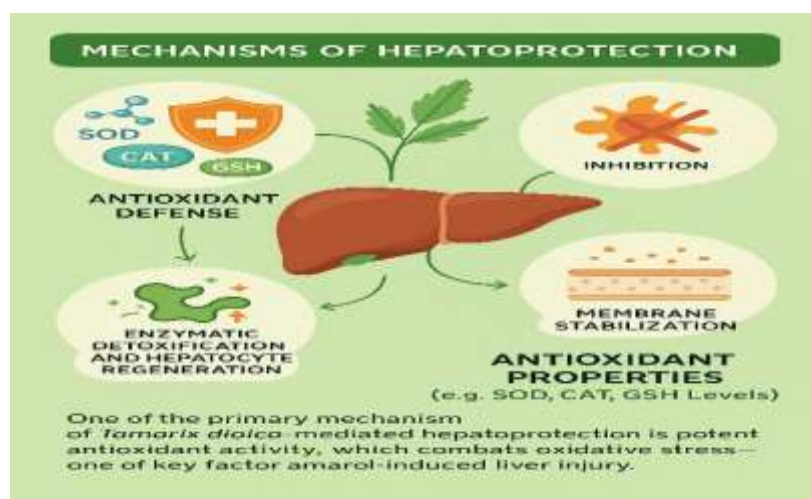 MECHANISMS OF HEPATOPROTECTION
SOD
CAT
GSH
ANTIOXIDANT
DEFENSE
INHIBITION
ENZYMATIC
DETOXIFICATION
AND HEPATOCYTE
REGENERATION
MEMBRANE
STABILIZATION
ANTIOXIDANT
PROPERTIES
(e.g. SOD, CAT, GSH Levels)
One of the primary mechanism
of Tamarix dioica-mediated hepatoprotection is potent
antioxidant activity, which combats oxidative stress—
one of key factor amarol-induced liver injury.